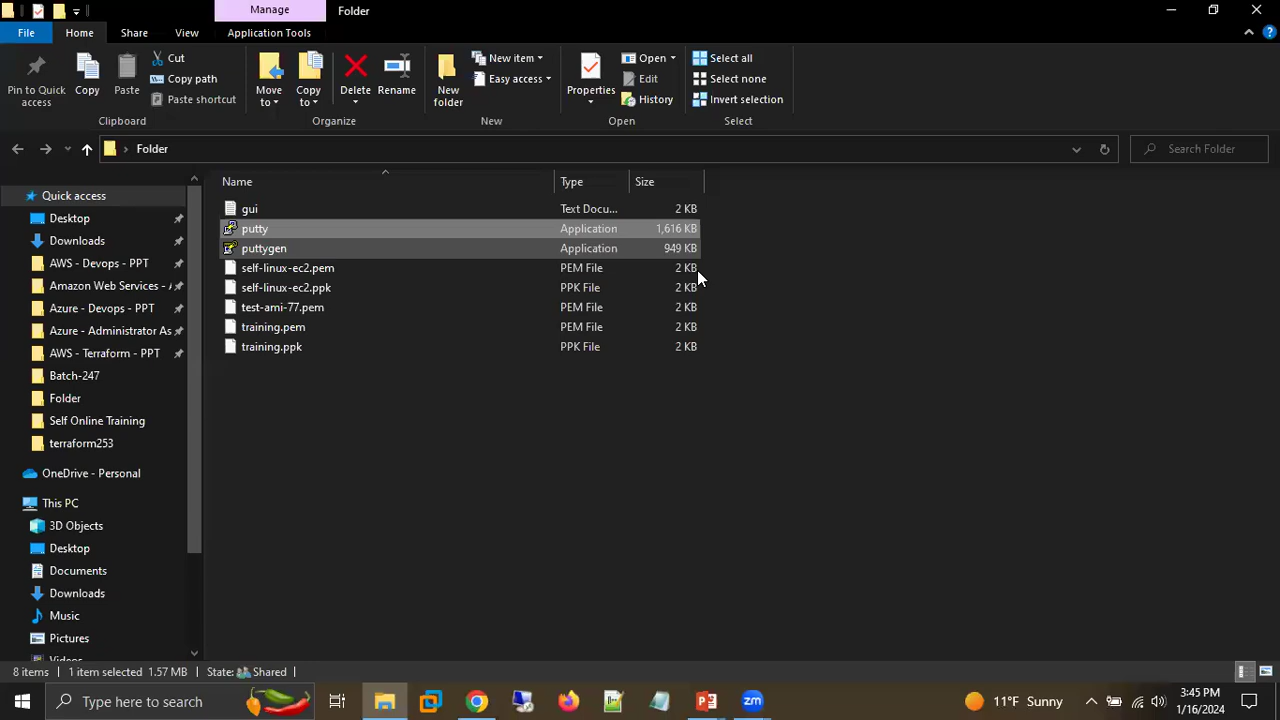 Manage
Folder
File
Home
Share
View
Application Tools
Pin to Quick
access
Copy
Paste
Cut
Copy path
Paste shortcut
Clipboard
Move
to
Copy
to
Delete
Rename
Organize
New
folder
New item
Easy access
New
Properties
Open
Edit
History
Open
Select all
Select none
Invert selection
Select
Folder
Search Folder
Quick access
Desktop
Downloads
AWS - Devops - PPT
Amazon Web Services -
Azure - Devops - PPT
Azure - Administrator As
AWS - Terraform - PPT
Batch-247
Folder
Self Online Training
terraform253
OneDrive - Personal
This PC
3D Objects
Desktop
Documents
Downloads
Music
Pictures
Name Type Size
gui Text Docu... 2 KB
putty Application 1,616 KB
puttygen Application 949 KB
self-linux-ec2.pem PEM File 2 KB
self-linux-ec2.ppk PPK File 2 KB
test-ami-77.pem PEM File 2 KB
training.pem PEM File 2 KB
training.ppk PPK File 2 KB
8 items 1 item selected 1.57 MB State: Shared
Type here to search
zm
11°F Sunny
3:45 PM
1/16/2024